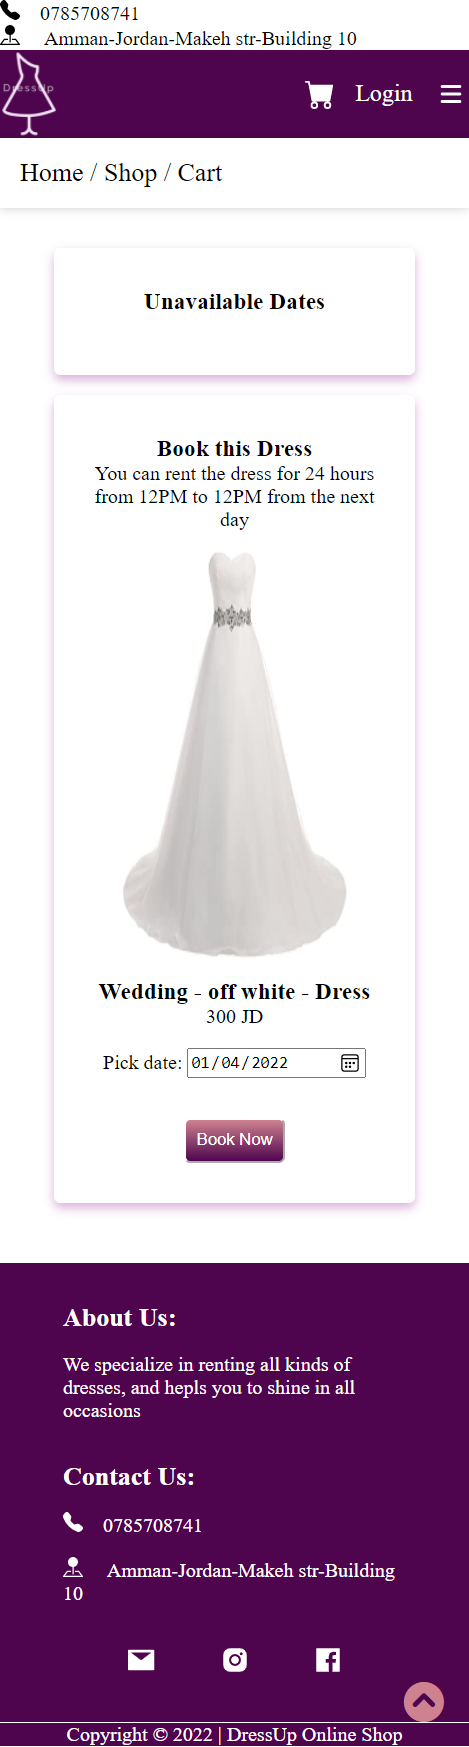 0785708741
Amman-Jordan-Makeh str-Building 10
DressUp
Login
Home / Shop / Cart
Unavailable Dates
Book this Dress
You can rent the dress for 24 hours
from 12PM to 12PM from the next
day
Wedding - off white - Dress
300 JD
Pick date: 01/04/2022
Book Now
About Us:
We specialize in renting all kinds of
dresses, and hepls you to shine in all
occasions
Contact Us:
0785708741
Amman-Jordan-Makeh str-Building
10
Copyright © 2022 | DressUp Online Shop